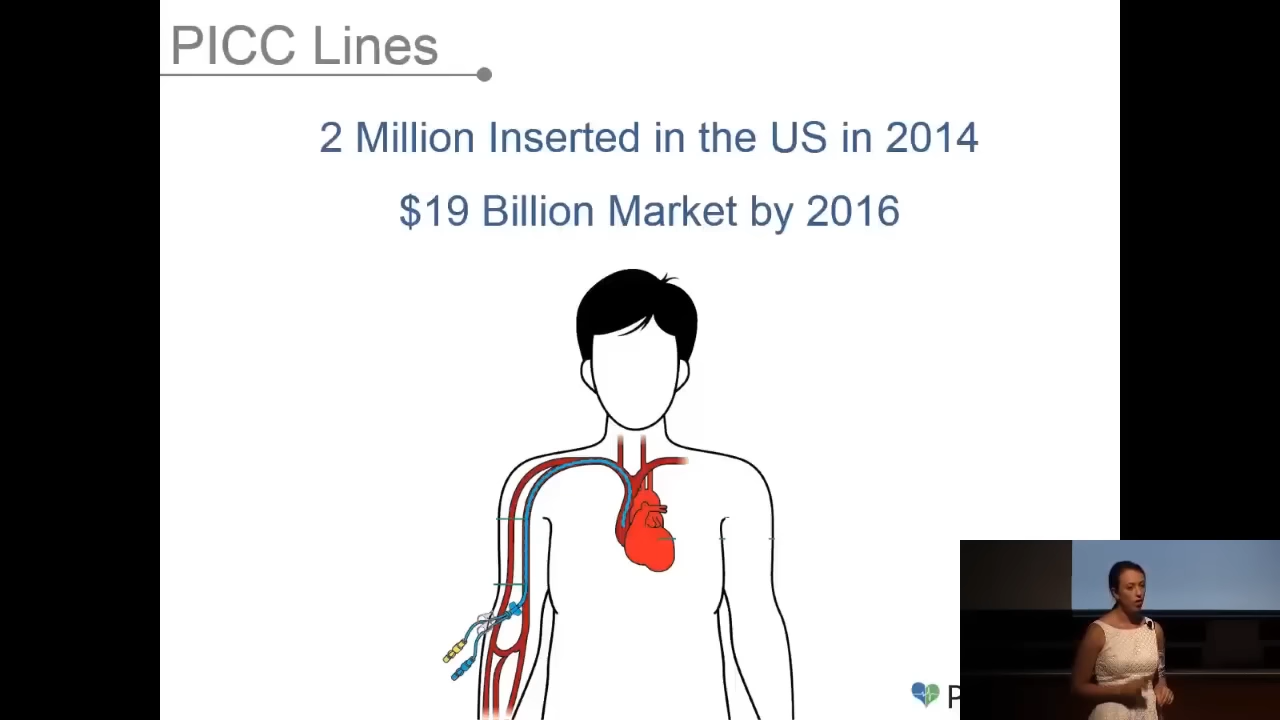 PICC Lines
2 Million Inserted in the US in 2014
$19 Billion Market by 2016
P